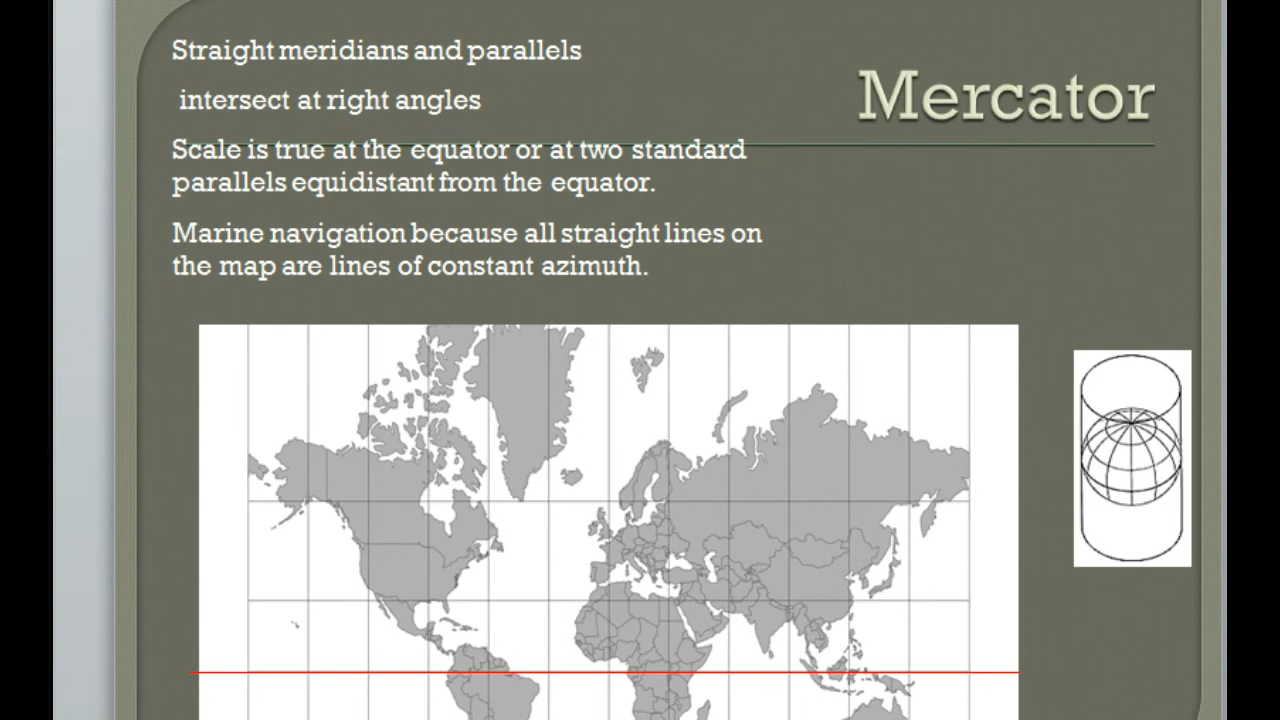 Mercator
Straight meridians and parallels
intersect at right angles
Scale is true at the equator or at two standard
parallels equidistant from the equator.
Marine navigation because all straight lines on
the map are lines of constant azimuth.